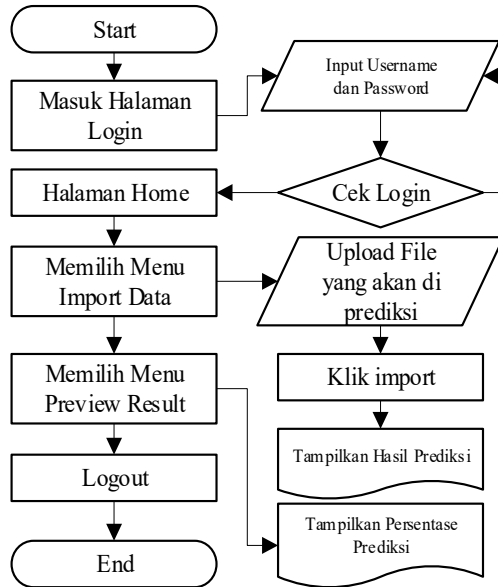 Start
Masuk Halaman
Login
Input Username
dan Password
Cek Login
Halaman Home
Memilih Menu
Import Data
Upload File
yang akan di
prediksi
Klik import
Tampilkan Hasil Prediksi
Memilih Menu
Preview Result
Tampilkan Persentase
Prediksi
Logout
End